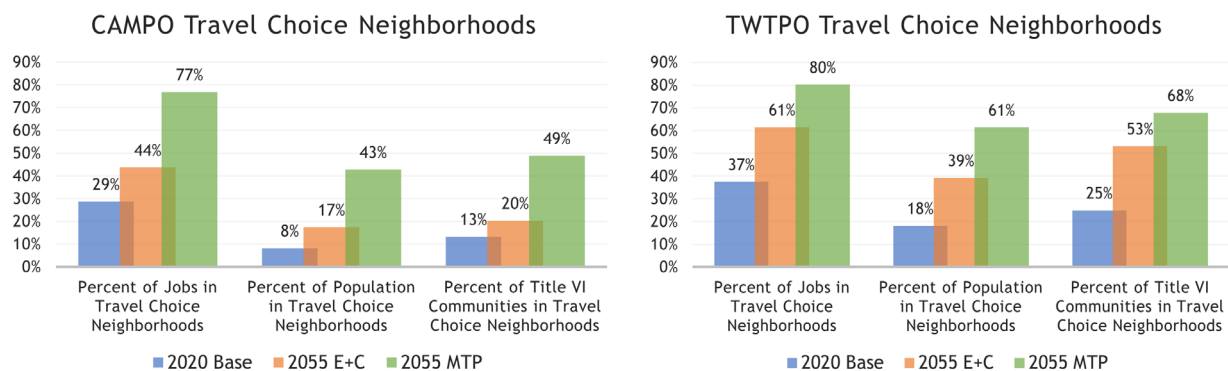 CAMPO Travel Choice Neighborhoods
90%
80%
70%
60%
50%
40%
30%
20%
10%
0%
29%
44%
77%
8%
17%
43%
13%
20%
49%
Percent of Jobs in
Travel Choice
Neighborhoods
Percent of Population
in Travel Choice
Neighborhoods
Percent of Title VI
Communities in Travel
Choice Neighborhoods
2020 Base
2055 E+C
2055 MTP
TWTPO Travel Choice Neighborhoods
90%
80%
70%
60%
50%
40%
30%
20%
10%
0%
37%
61%
80%
18%
39%
61%
25%
53%
68%
Percent of Jobs in
Travel Choice
Neighborhoods
Percent of Population
in Travel Choice
Neighborhoods
Percent of Title VI
Communities in Travel
Choice Neighborhoods
2020 Base
2055 E+C
2055 MTP